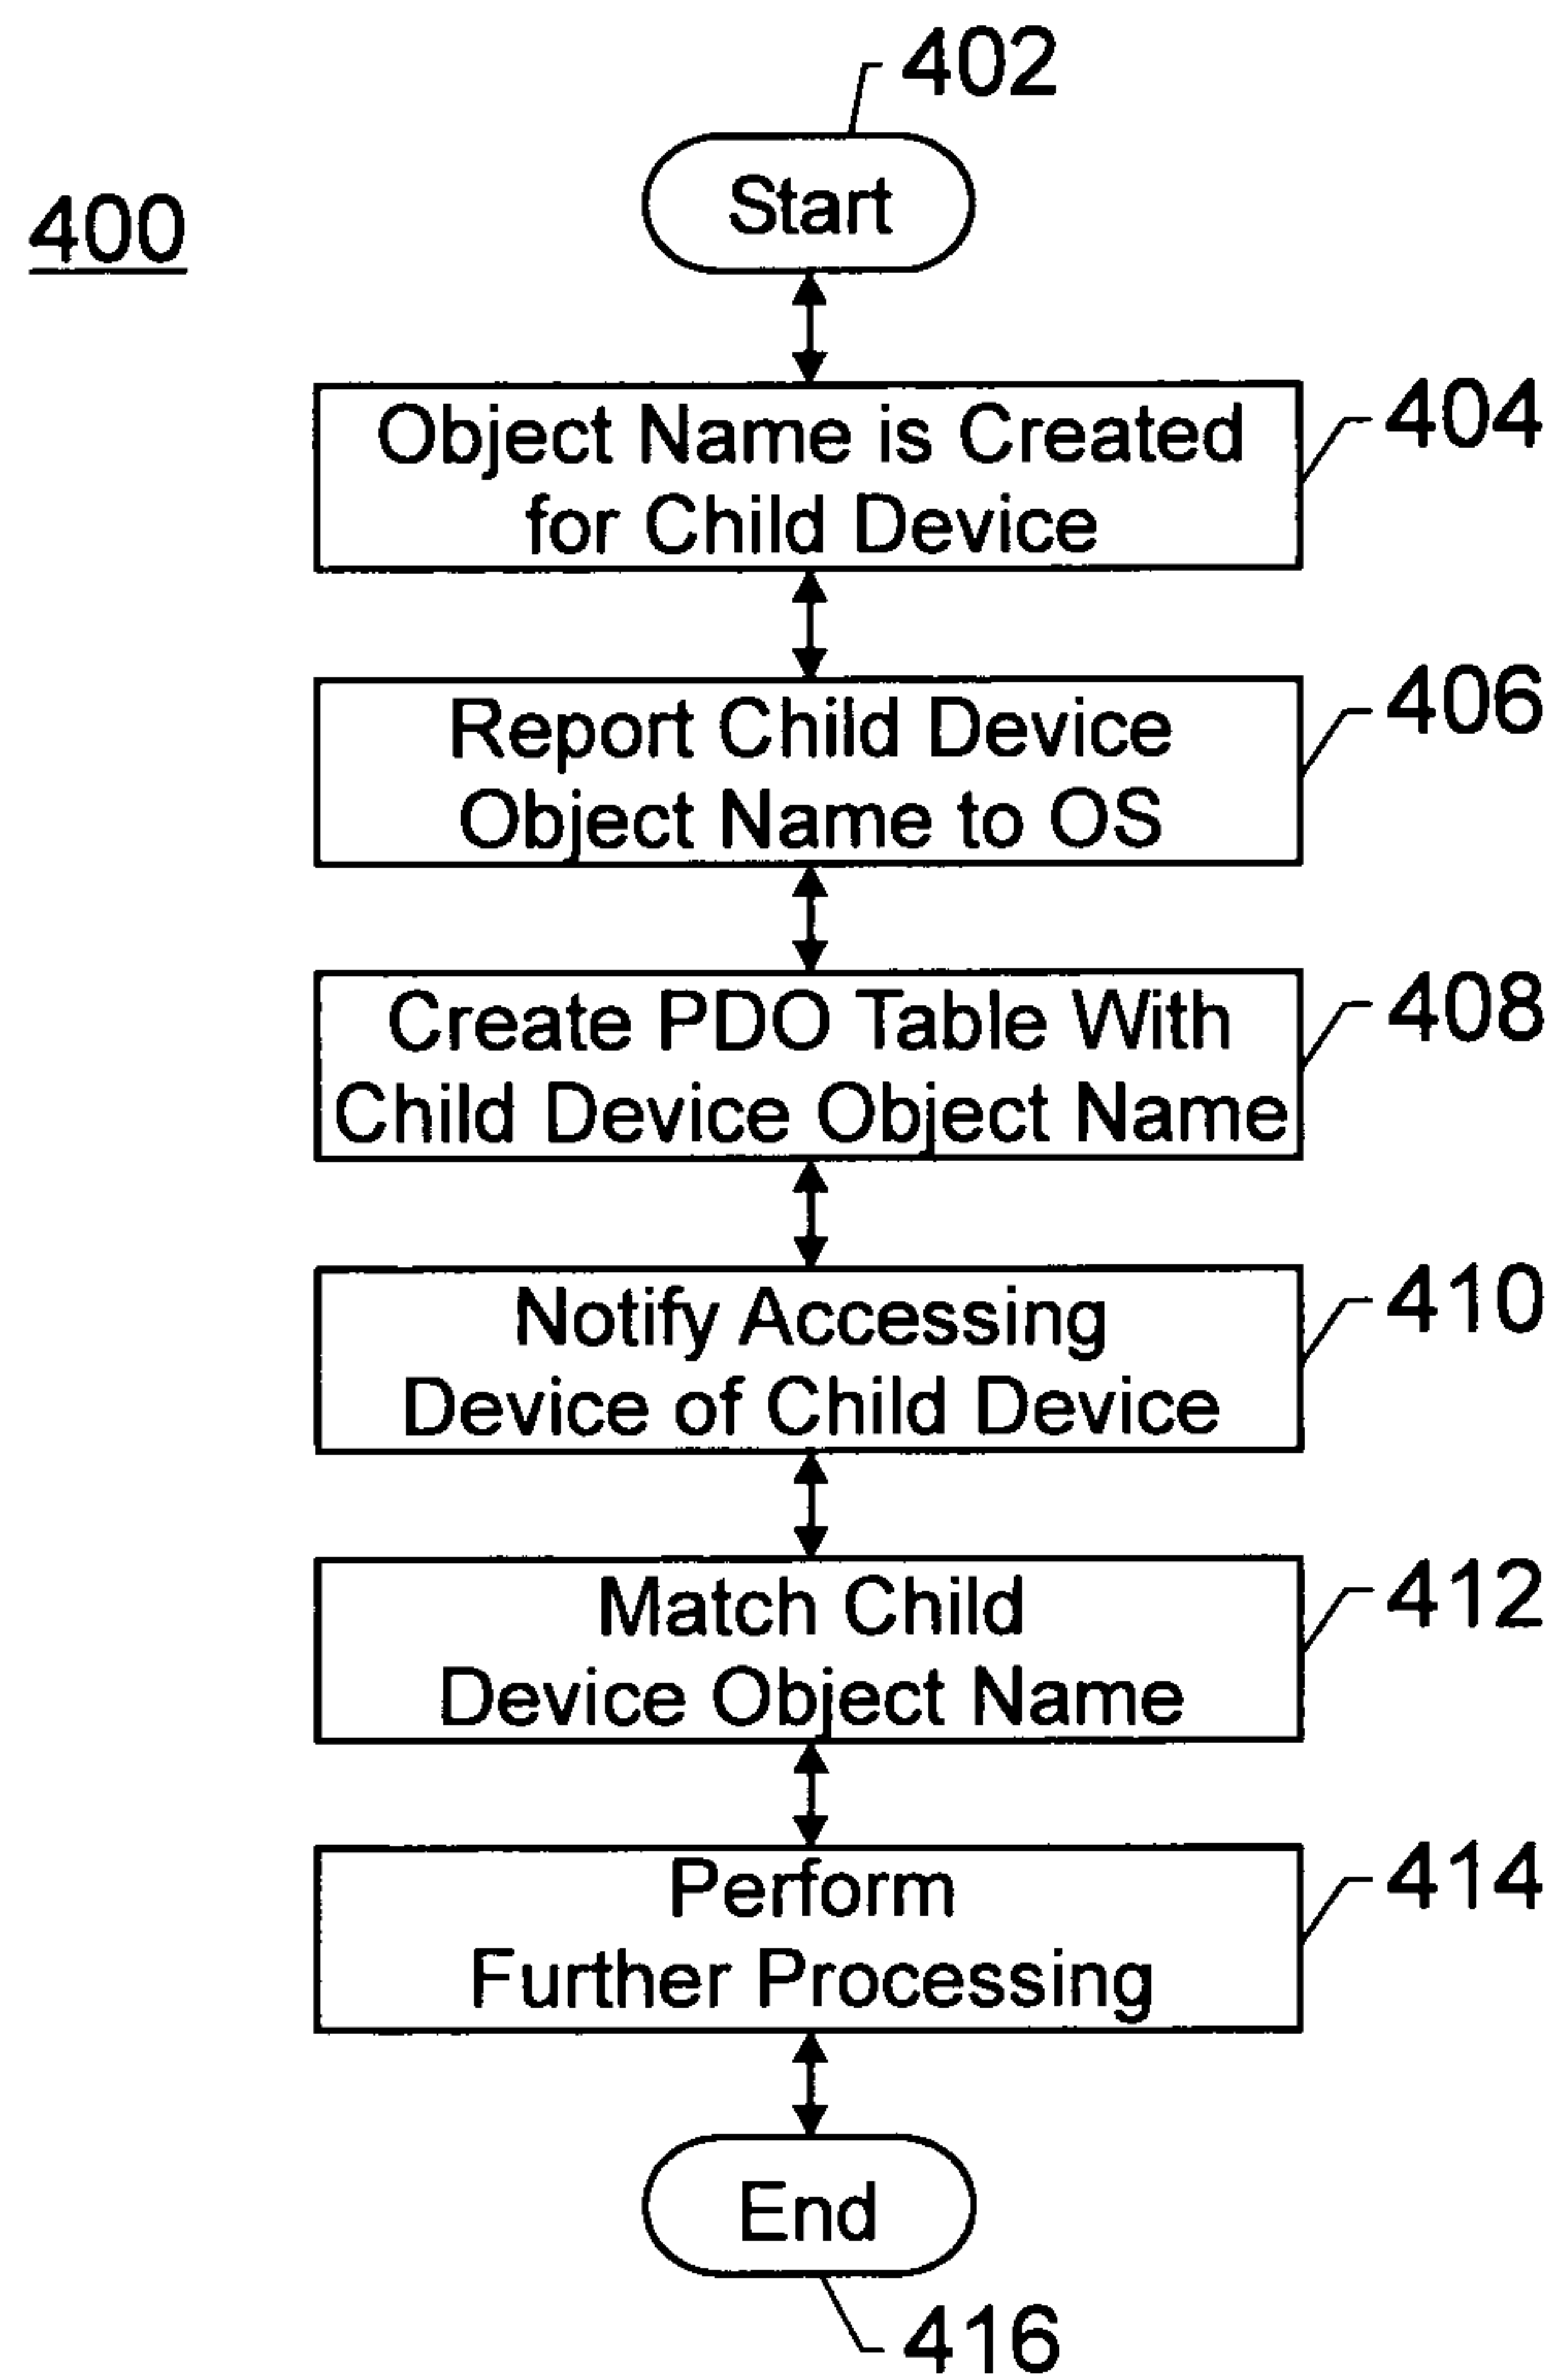 402
400
Start
Object Name is Created
for Child Device
404
Report Child Device
Object Name to OS
406
Create PDO Table With
Child Device Object Name
408
Notify Accessing
Device of Child Device
410
Match Child
Device Object Name
412
Perform
Further Processing
414
End
416